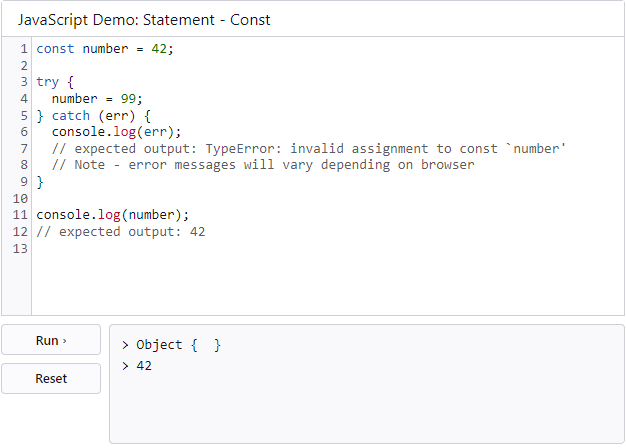 JavaScript Demo: Statement - Const
1 const number = 42;
2
3 try {
4   number = 99;
5 } catch (err) {
6   console.log(err);
7   // expected output: TypeError: invalid assignment to const `number'
8   // Note - error messages will vary depending on browser
9 }
10
11 console.log(number);
12 // expected output: 42
13
Run ›
> Object {  }
> 42
Reset